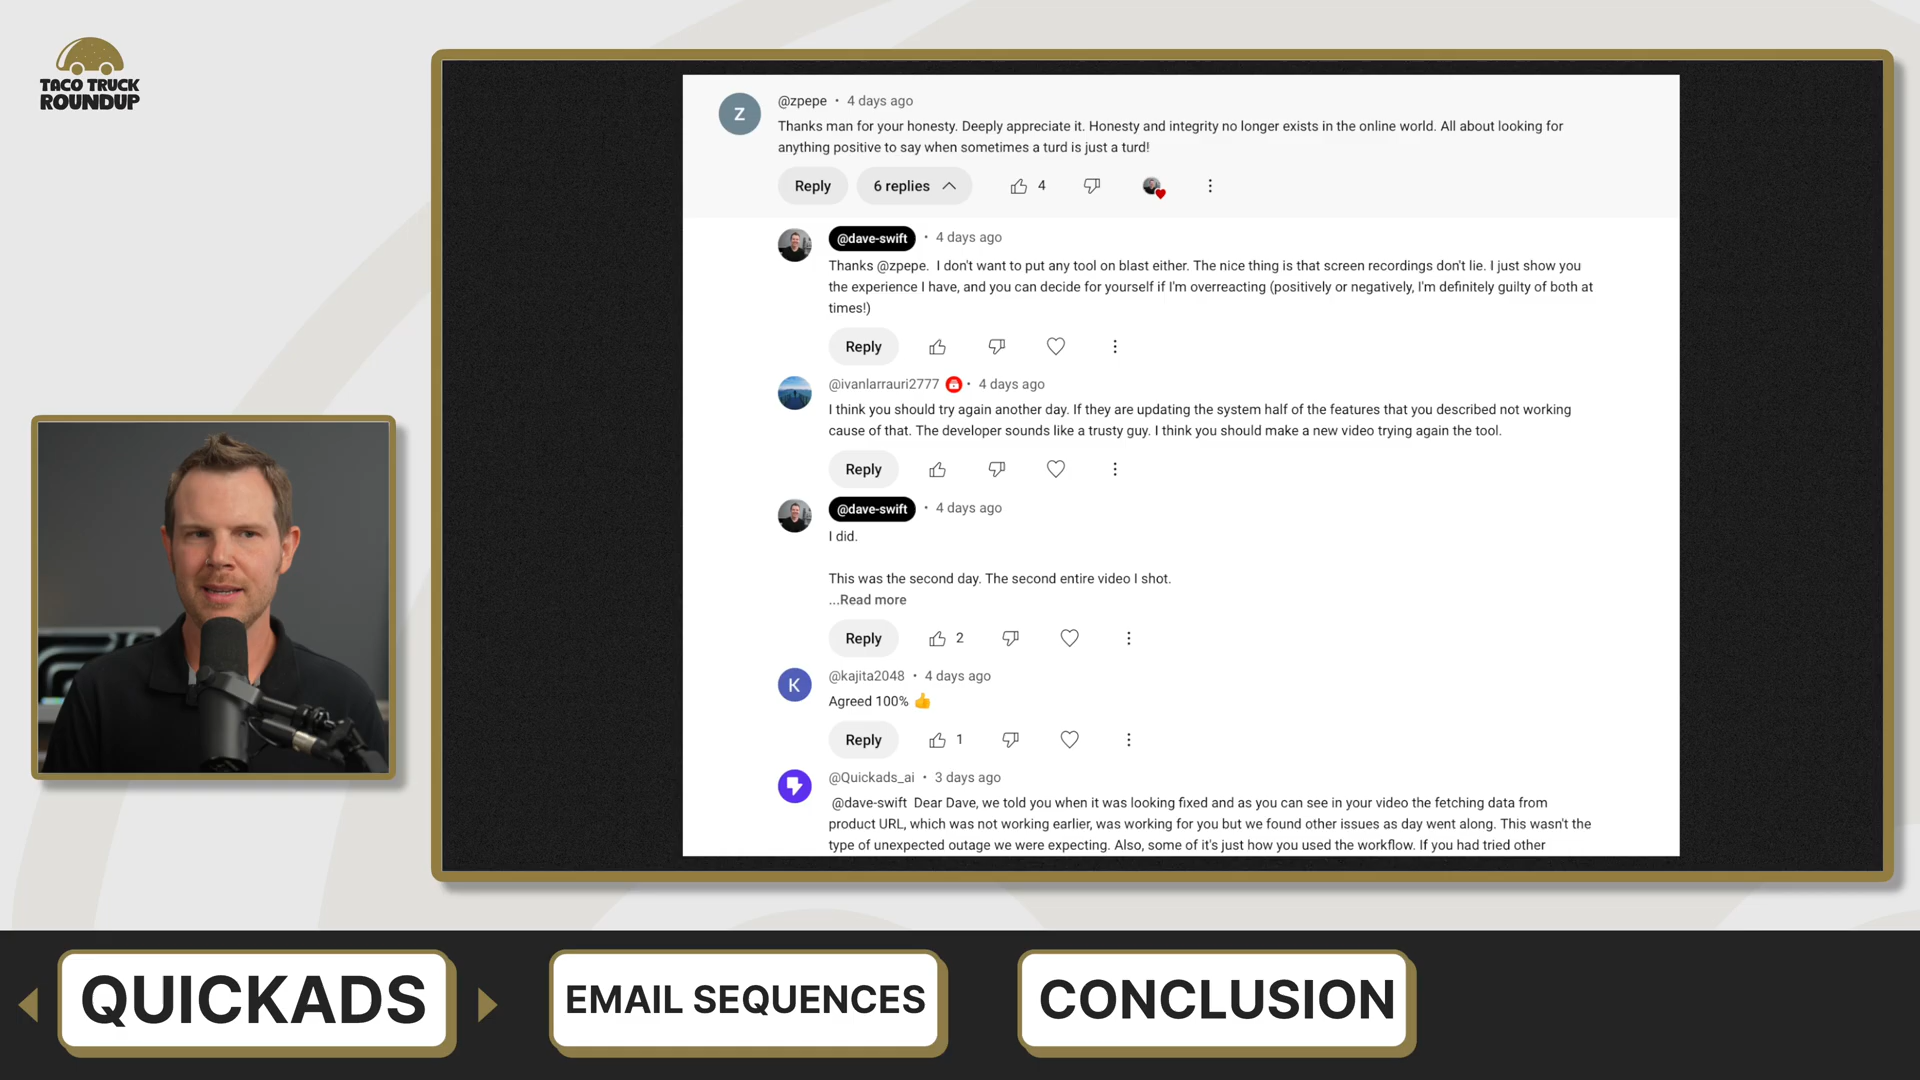 TACO TRUCK
ROUNDUP
Z
@zpepe • 4 days ago
Thanks man for your honesty. Deeply appreciate it. Honesty and integrity no longer exists in the online world. All about looking for
anything positive to say when sometimes a turd is just a turd!
Reply 6 replies 4
@dave-swift • 4 days ago
Thanks @zpepe. I don't want to put any tool on blast either. The nice thing is that screen recordings don't lie. I just show you
the experience I have, and you can decide for yourself if I'm overreacting (positively or negatively, I'm definitely guilty of both at
times!)
Reply
@ivanlarrauri2777 • 4 days ago
I think you should try again another day. If they are updating the system half of the features that you described not working
cause of that. The developer sounds like a trusty guy. I think you should make a new video trying again the tool.
Reply
@dave-swift • 4 days ago
I did.
This was the second day. The second entire video I shot.
...Read more
Reply 2
K
@kajita2048 • 4 days ago
Agreed 100% 👍
Reply 1
@Quickads_ai • 3 days ago
@dave-swift Dear Dave, we told you when it was looking fixed and as you can see in your video the fetching data from
product URL, which was not working earlier, was working for you but we found other issues as day went along. This wasn't the
type of unexpected outage we were expecting. Also, some of it's just how you used the workflow. If you had tried other
QUICKADS
EMAIL SEQUENCES
CONCLUSION